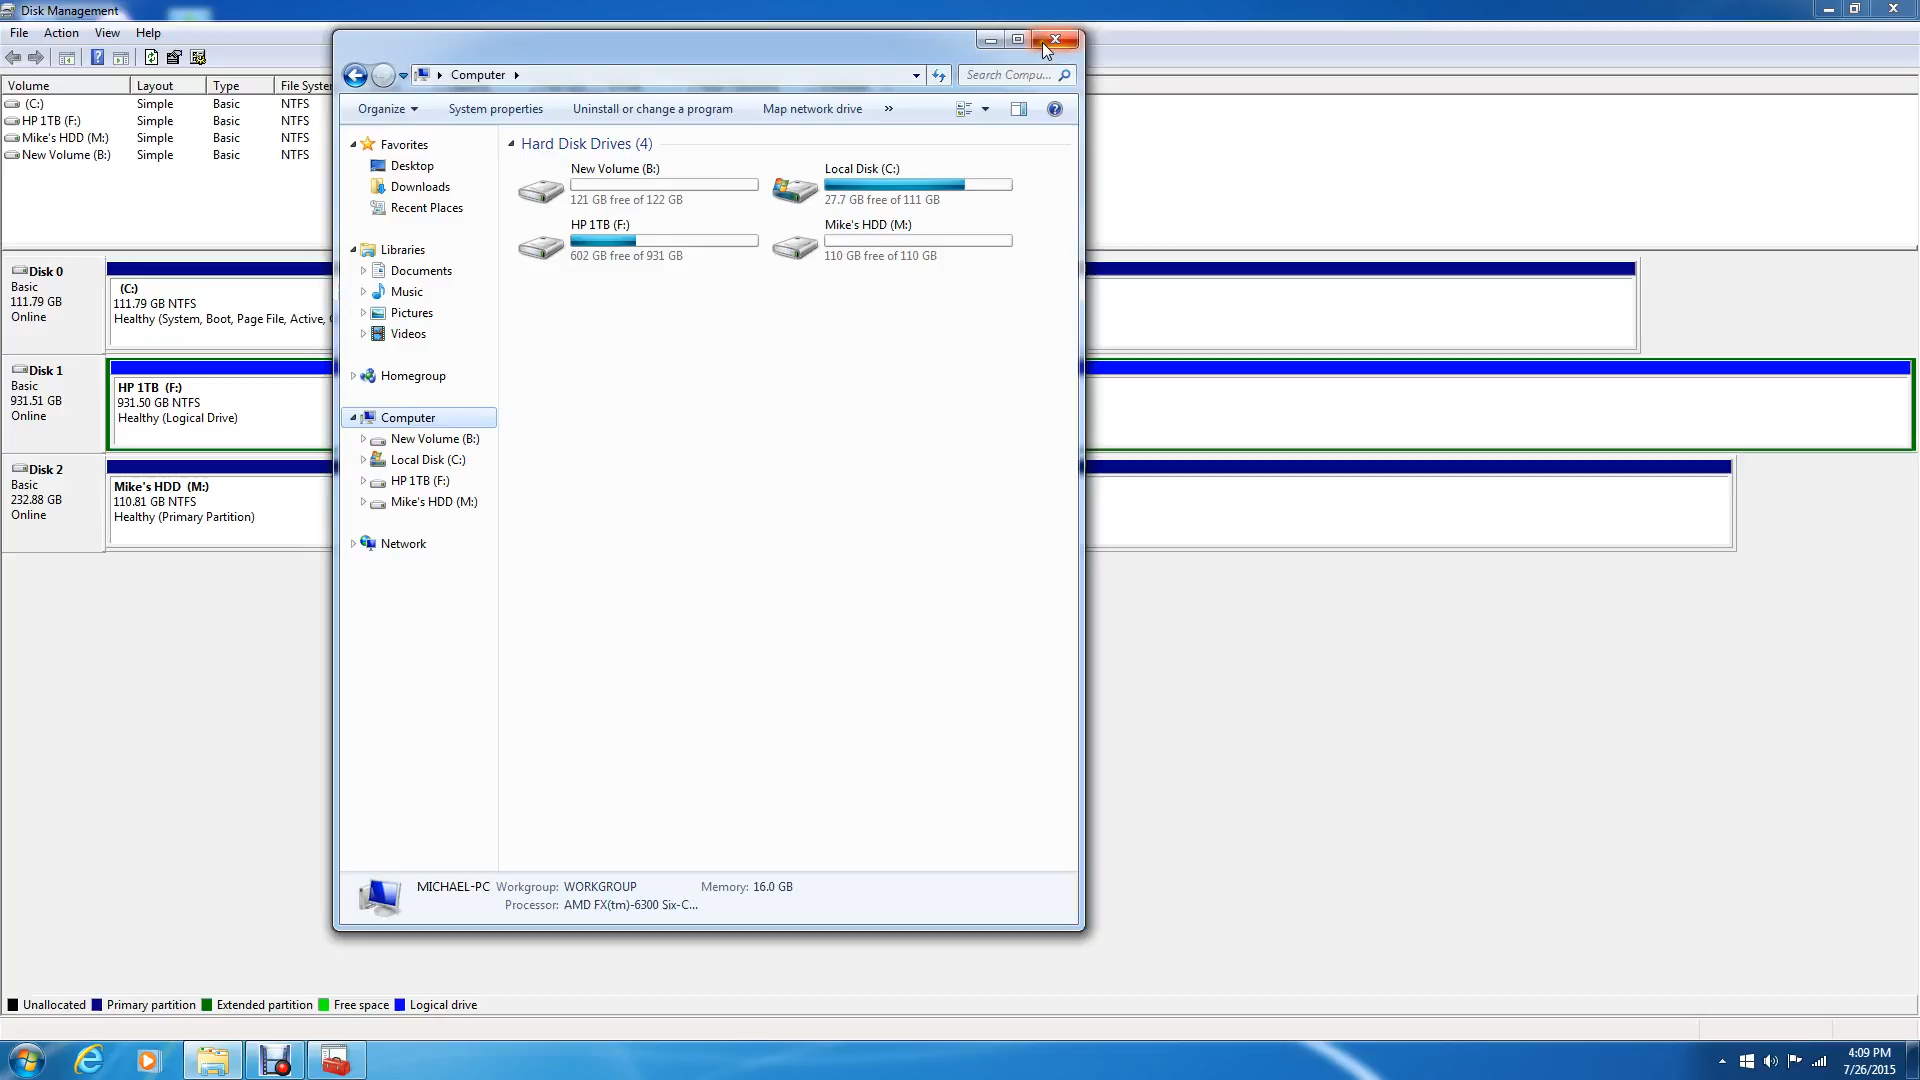 Disk Management
File Action View Help
Volume Layout Type File Syster
(C:) Simple Basic NTFS
HP 1TB (F:) Simple Basic NTFS
Mike's HDD (M:) Simple Basic NTFS
New Volume (B:) Simple Basic NTFS
Disk 0
Basic
111.79 GB
Online
(C:)
111.79 GB NTFS
Healthy (System, Boot, Page File, Active,
Disk 1
Basic
931.51 GB
Online
HP 1TB (F:)
931.50 GB NTFS
Healthy (Logical Drive)
Disk 2
Basic
232.88 GB
Online
Mike's HDD (M:)
110.81 GB NTFS
Healthy (Primary Partition)
Computer
Search Compu...
Organize System properties Uninstall or change a program Map network drive »
Favorites
Desktop
Downloads
Recent Places
Libraries
Documents
Music
Pictures
Videos
Homegroup
Computer
New Volume (B:)
Local Disk (C:)
HP 1TB (F:)
Mike's HDD (M:)
Network
Hard Disk Drives (4)
New Volume (B:)
121 GB free of 122 GB
Local Disk (C:)
27.7 GB free of 111 GB
HP 1TB (F:)
602 GB free of 931 GB
Mike's HDD (M:)
110 GB free of 110 GB
MICHAEL-PC Workgroup: WORKGROUP Memory: 16.0 GB
Processor: AMD FX(tm)-6300 Six-C...
Unallocated Primary partition Extended partition Free space Logical drive
4:09 PM
7/26/2015